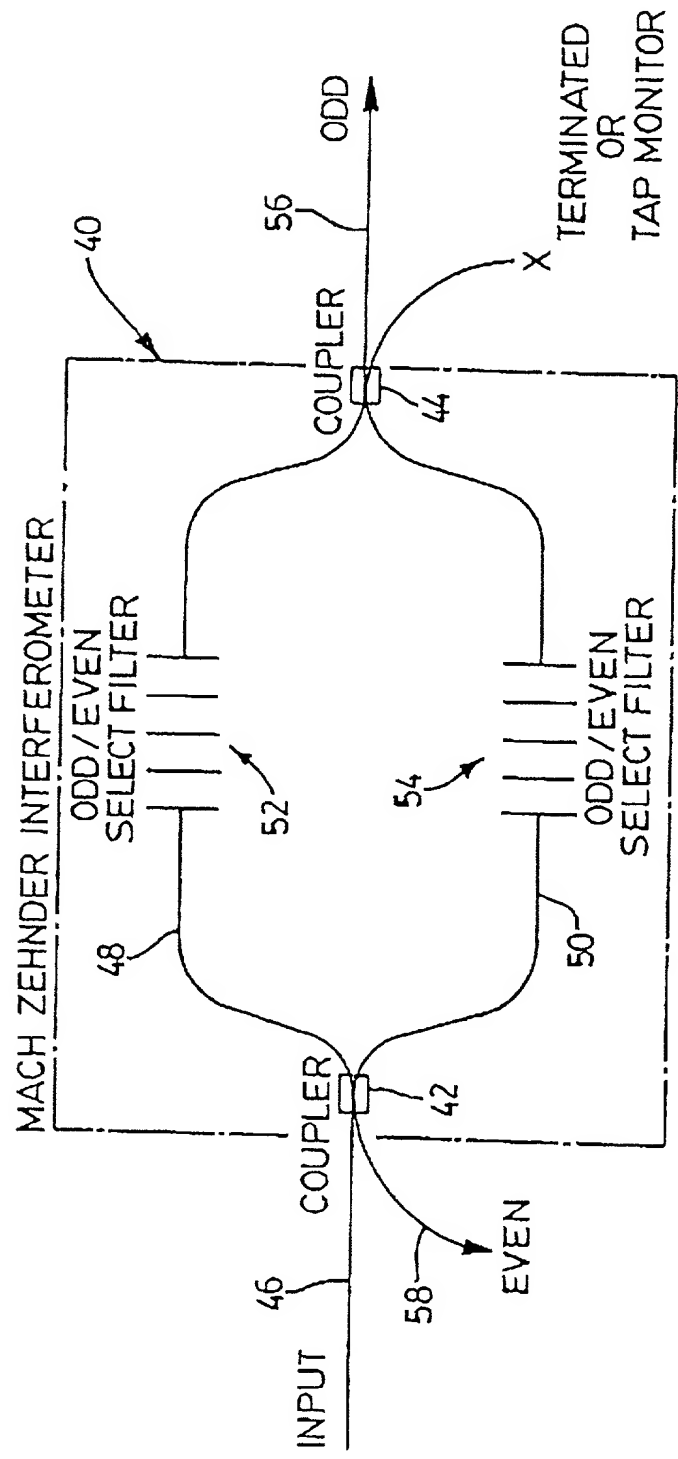 MACH ZEHNDER INTERFEROMETER
40
ODD/EVEN
SELECT FILTER
48
52
INPUT
46
COUPLER
42
58
EVEN
COUPLER
44
56
ODD
54
50
ODD/EVEN
SELECT FILTER
X
TERMINATED
OR
TAP MONITOR